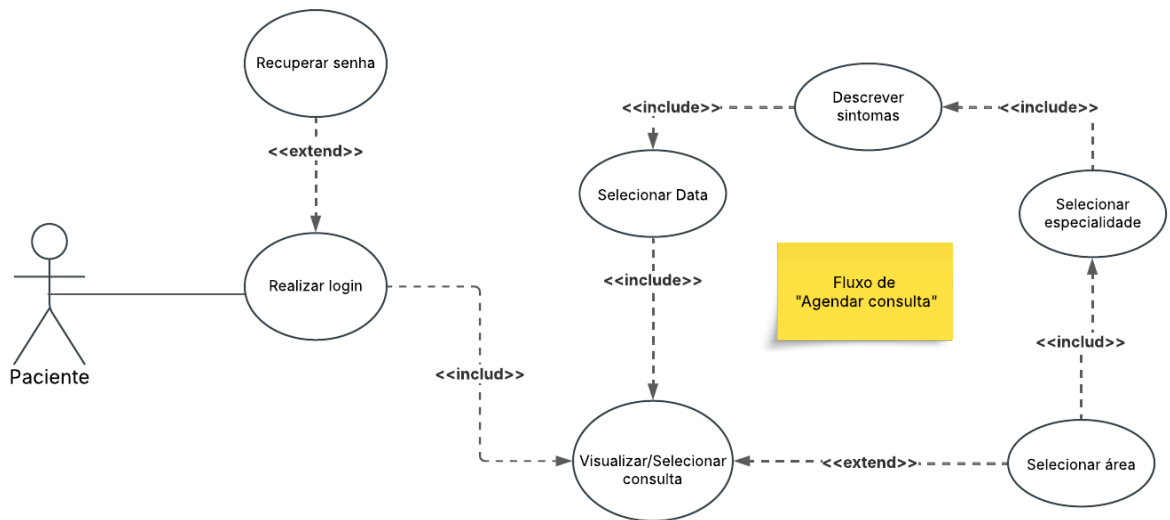 Recuperar senha
<<extend>>
Realizar login
Paciente
<<includ>>
Descrever
sintomas
<<include>>
<<include>>
Selecionar Data
Selecionar
especialidade
<<include>>
Fluxo de
"Agendar consulta"
<<includ>>
Visualizar/Selecionar
consulta
<<extend>>
Selecionar área